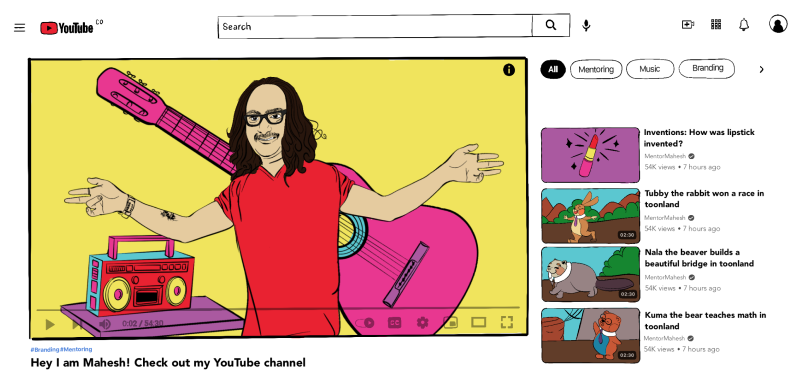 YouTube CO
Search
All
Mentoring
Music
Branding
i
0:02 / 54:30
CC
#Branding#Mentoring
Hey I am Mahesh! Check out my YouTube channel
Inventions: How was lipstick
invented?
MentorMahesh
54K views • 7 hours ago
02:30
Tubby the rabbit won a race in
toonland
MentorMahesh
54K views • 7 hours ago
02:30
Nala the beaver builds a
beautiful bridge in toonland
MentorMahesh
54K views • 7 hours ago
02:30
Kuma the bear teaches math in
toonland
MentorMahesh
54K views • 7 hours ago